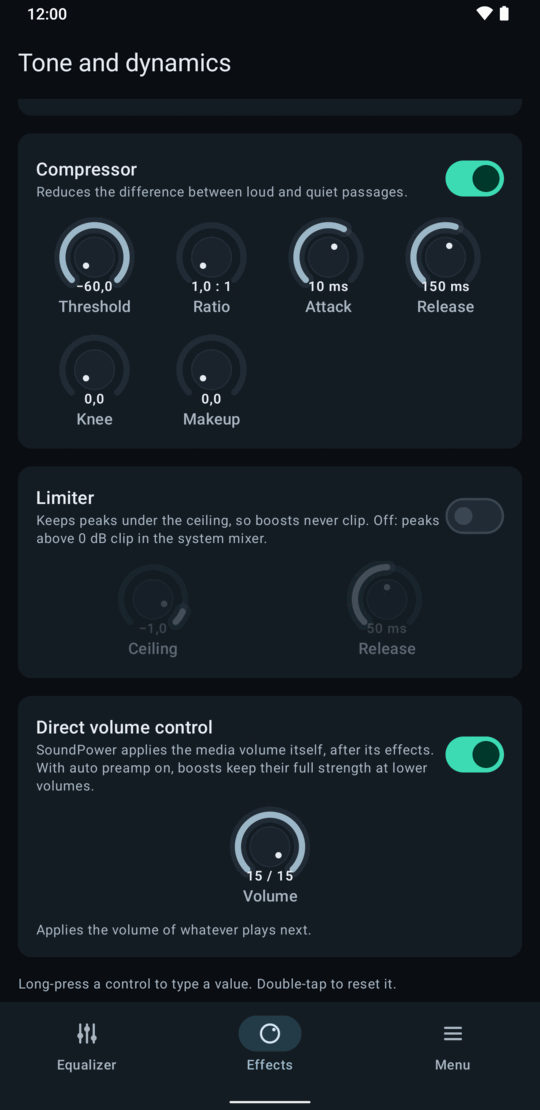 12:00
Tone and dynamics
Compressor
Reduces the difference between loud and quiet passages.
−60,0
1,0 : 1
10 ms
150 ms
Threshold
Ratio
Attack
Release
0,0
0,0
Knee
Makeup
Limiter
Keeps peaks under the ceiling, so boosts never clip. Off: peaks
above 0 dB clip in the system mixer.
−1,0
50 ms
Ceiling
Release
Direct volume control
SoundPower applies the media volume itself, after its effects.
With auto preamp on, boosts keep their full strength at lower
volumes.
15 / 15
Volume
Applies the volume of whatever plays next.
Long-press a control to type a value. Double-tap to reset it.
Equalizer
Effects
Menu